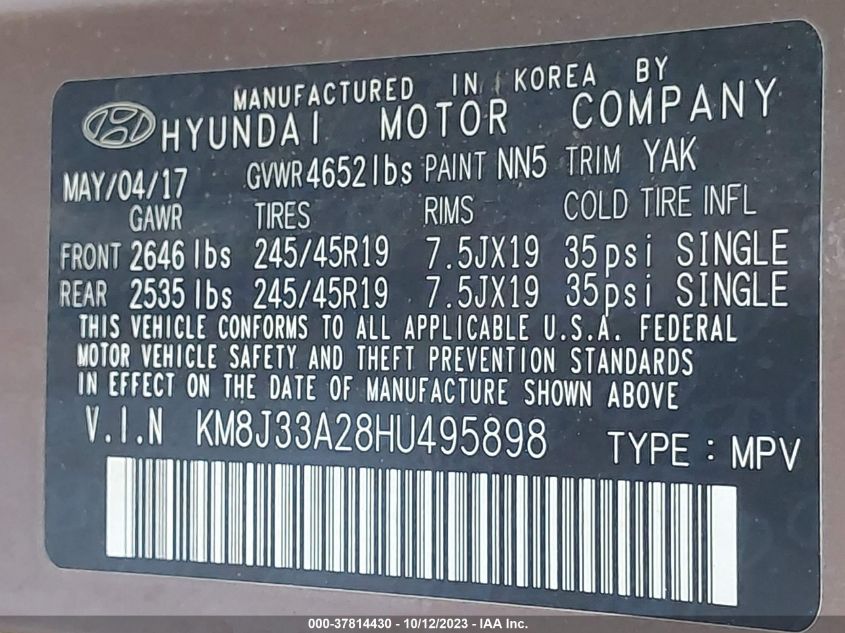 MANUFACTURED IN KOREA BY
HYUNDAI MOTOR COMPANY
MAY/04/17 GVWR 4652 lbs PAINT NN5 TRIM YAK
GAWR TIRES RIMS COLD TIRE INFL
FRONT 2646 lbs 245/45R19 7.5JX19 35psi SINGLE
REAR 2535 lbs 245/45R19 7.5JX19 35psi SINGLE
THIS VEHICLE CONFORMS TO ALL APPLICABLE U.S.A. FEDERAL
MOTOR VEHICLE SAFETY AND THEFT PREVENTION STANDARDS
IN EFFECT ON THE DATE OF MANUFACTURE SHOWN ABOVE
V.I.N KM8J33A28HU495898 TYPE : MPV
000-37814430 - 10/12/2023 - IAA Inc.